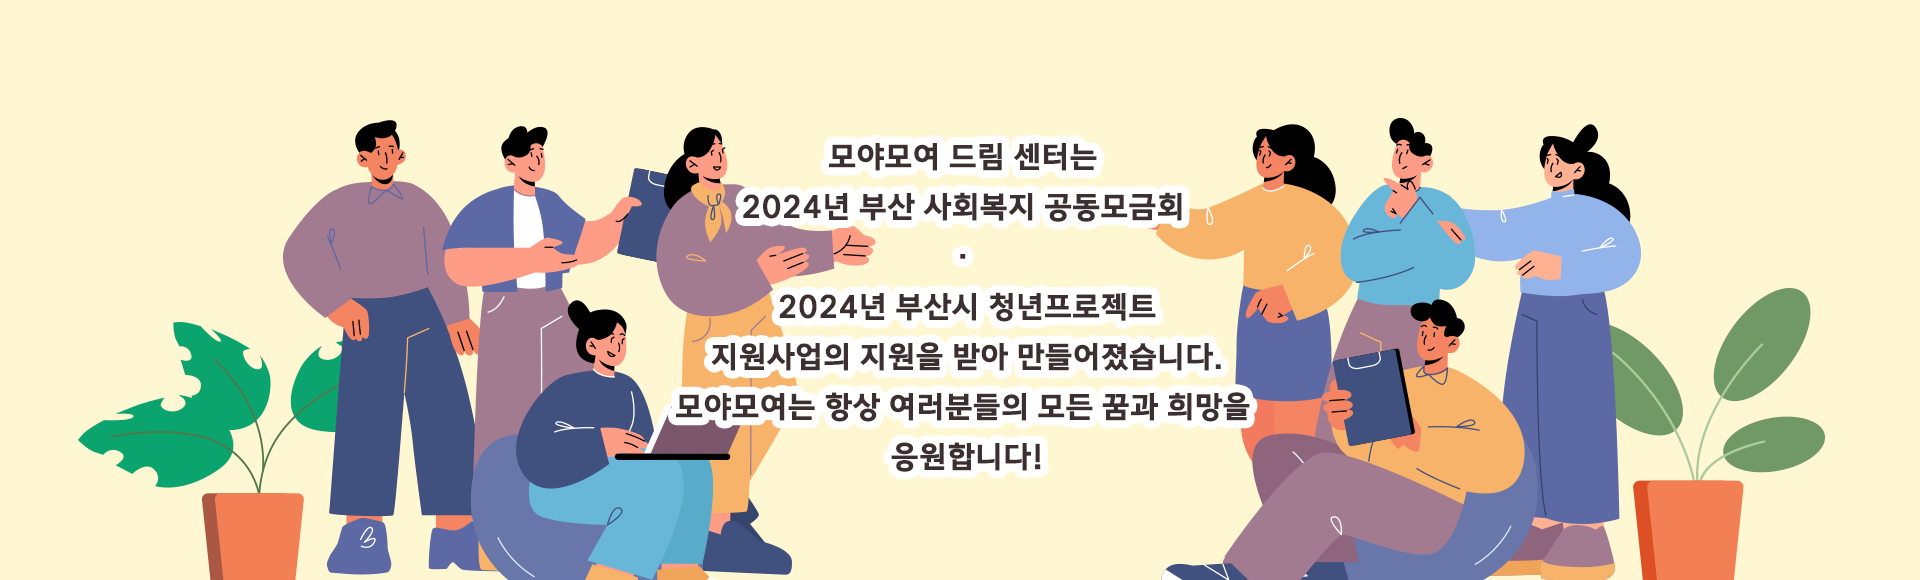 모야모여 드림 센터는
2024년 부산 사회복지 공동모금회
·
2024년 부산시 청년프로젝트
지원사업의 지원을 받아 만들어졌습니다.
모야모여는 항상 여러분들의 모든 꿈과 희망을
응원합니다!